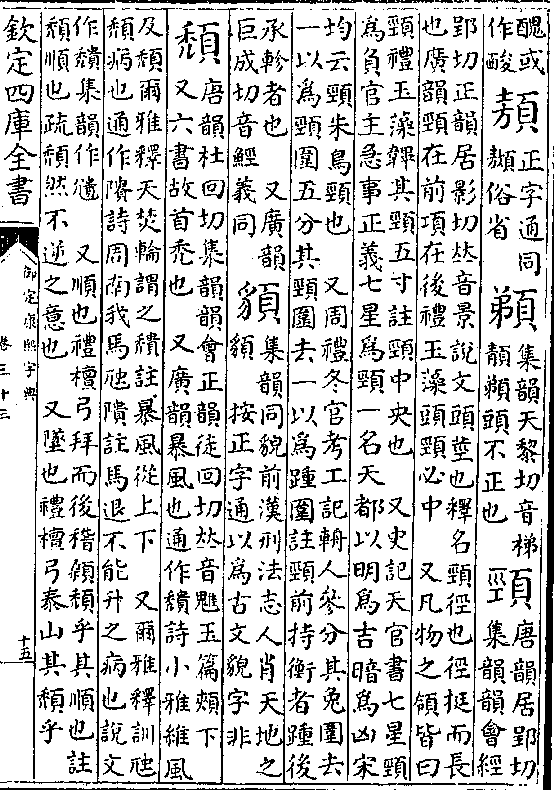 醜或
作酸
䫆
正字通同
顤俗省
䫑
集韻天黎切音梯
䫑頭不正也
頸
唐韻居郢切
集韻韻會經
郢切正韻居影切𠀤音景說文頭莖也釋名頸徑也徑挺而長
也廣韻頸在前項在後禮玉藻頭頸必中　又凡物之領皆曰
頸禮玉藻韠其頸五寸註頸中央也　又史記天官書七星頸
爲負官主急事正義七星爲頸一名天都以明爲吉暗爲凶宋
均云頸朱鳥頸也　又周禮冬官考工記輈人參分其兔圍去
一以爲頸圍五分其頸圍去一以爲踵圍註頸前持衡者踵後
承軫者也　又廣韻
巨成切音鯨義同
䫉
集韻同貌前漢刑法志人肖天地之
䫉　按正字通以爲古文貌字非
頹
唐韻杜回切集韻韻會正韻徒回切𠀤音魋玉篇頰下
又六書故首禿也　又廣韻暴風也通作穨詩小雅維風
及頹爾雅釋天焚輪謂之穨註暴風從上下　又爾雅釋訓虺
頹病也通作隤詩周南我馬虺隤註馬退不能升之病也說文
作穨集韻作㿗　又順也禮檀弓拜而後稽顙頹乎其順也註
頹順也疏頹然不逆之意也　又墜也禮檀弓泰山其頹乎
欽定四庫全書
御定康熙字典
卷三十三
十五